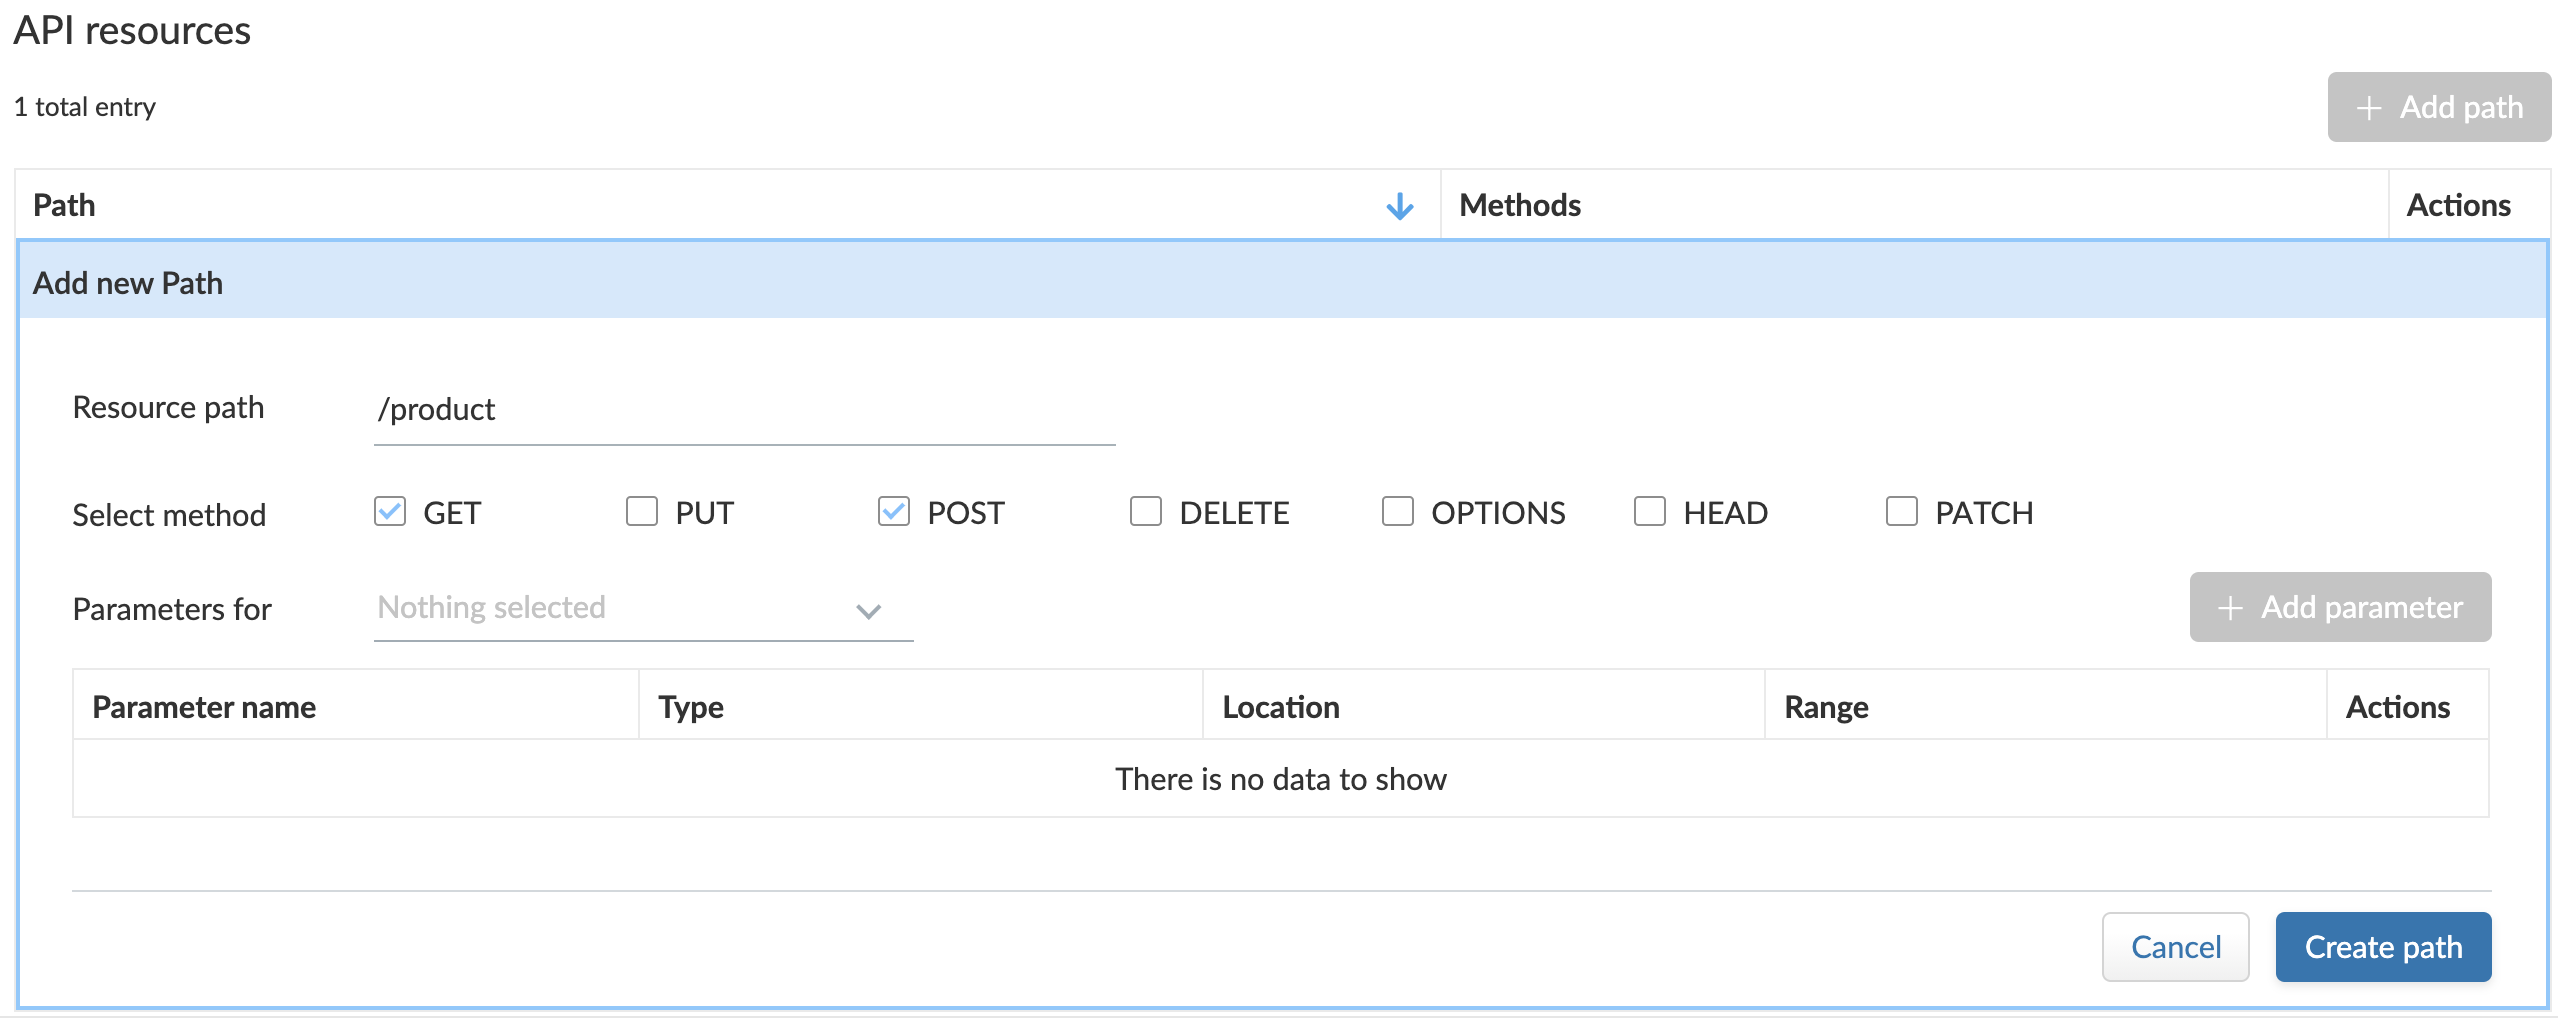 API resources
1 total entry
+ Add path
Path Methods Actions
Add new Path
Resource path /product
Select method GET PUT POST DELETE OPTIONS HEAD PATCH
Parameters for Nothing selected + Add parameter
Parameter name Type Location Range Actions
There is no data to show
Cancel Create path